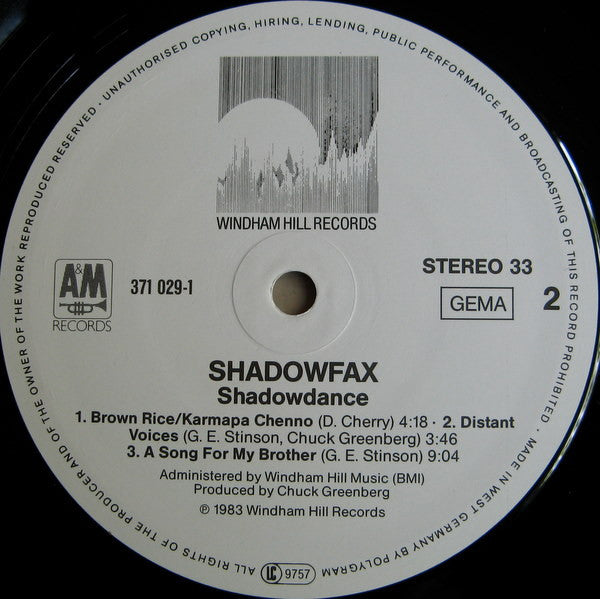 UNAUTHORISED COPYING, HIRING, LENDING, PUBLIC PERFORMANCE AND BROADCASTING OF THIS RECORD PROHIBITED · MADE IN WEST GERMANY BY POLYGRAM
ALL RIGHTS OF THE PRODUCER AND OF THE OWNER OF THE WORK REPRODUCED RESERVED ·
WINDHAM HILL RECORDS
A&M
RECORDS
371 029-1
STEREO 33
GEMA
2
SHADOWFAX
Shadowdance
1. Brown Rice/Karmapa Chenno (D. Cherry) 4:18 · 2. Distant
Voices (G. E. Stinson, Chuck Greenberg) 3:46
3. A Song For My Brother (G. E. Stinson) 9:04
Administered by Windham Hill Music (BMI)
Produced by Chuck Greenberg
℗ 1983 Windham Hill Records
LC 9757